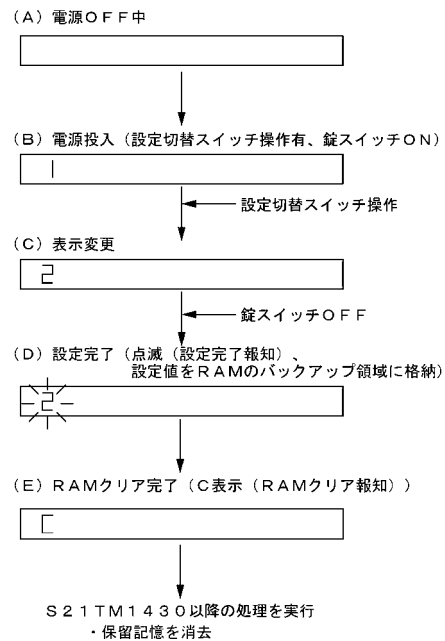 （A）電源OFF中
（B）電源投入（設定切替スイッチ操作有、錠スイッチON）
1
設定切替スイッチ操作
（C）表示変更
2
錠スイッチOFF
（D）設定完了（点滅（設定完了報知）、
設定値をRAMのバックアップ領域に格納）
2
（E）RAMクリア完了（C表示（RAMクリア報知））
C
S21TM1430以降の処理を実行
・保留記憶を消去